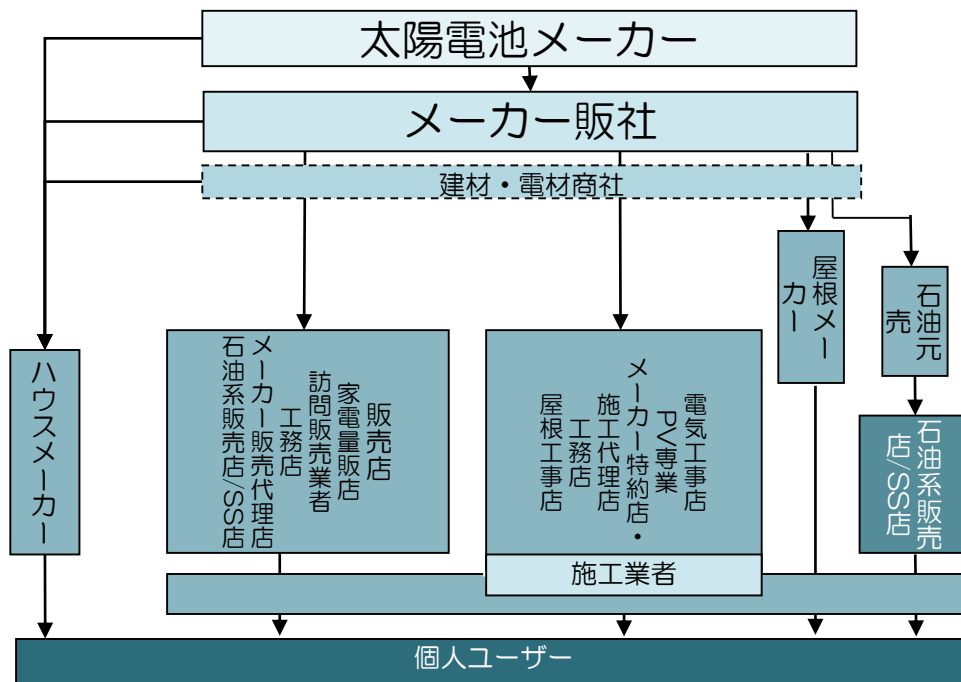 太陽電池メーカー
メーカー販社
建材・電材商社
屋根メー
カー
石油元
売
ハウスメーカー
販売店
家電量販店
訪問販売業者
工務店
メーカー販売代理店
石油系販売店/SS店
電気工事店
PV専業
メーカー特約店・
施工代理店
工務店
屋根工事店
石油系販売
店/SS店
施工業者
個人ユーザー